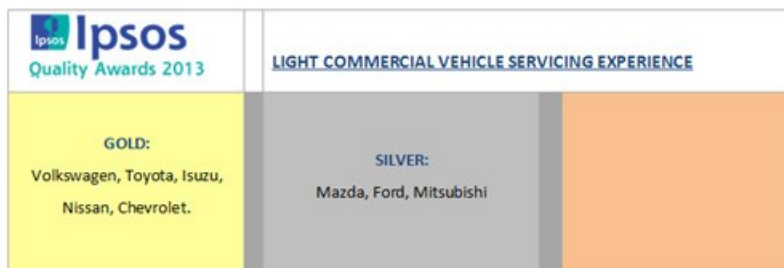 Ipsos
Ipsos
Quality Awards 2013
LIGHT COMMERCIAL VEHICLE SERVICING EXPERIENCE
GOLD:
Volkswagen, Toyota, Isuzu,
Nissan, Chevrolet.
SILVER:
Mazda, Ford, Mitsubishi